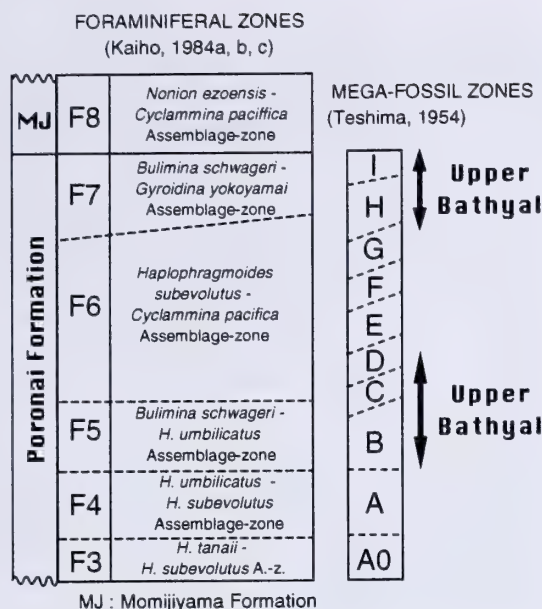 FORAMINIFERAL ZONES
(Kaiho, 1984a, b, c)
MEGA-FOSSIL ZONES
(Teshima, 1954)
MJ
F8
Nonion ezoensis -
Cyclammina paciffica
Assemblage-zone
Poronai Formation
F7
Bulimina schwageri -
Gyroidina yokoyamai
Assemblage-zone
F6
Haplophragmoides
subevolutus -
Cyclammina pacifica
Assemblage-zone
F5
Bulimina schwageri -
H. umbilicatus
Assemblage-zone
F4
H. umbilicatus -
H. subevolutus
Assemblage-zone
F3
H. tanaii -
H. subevolutus A.-z.
I
H
G
F
E
D
C
B
A
A0
Upper
Bathyal
Upper
Bathyal
MJ : Momijiyama Formation